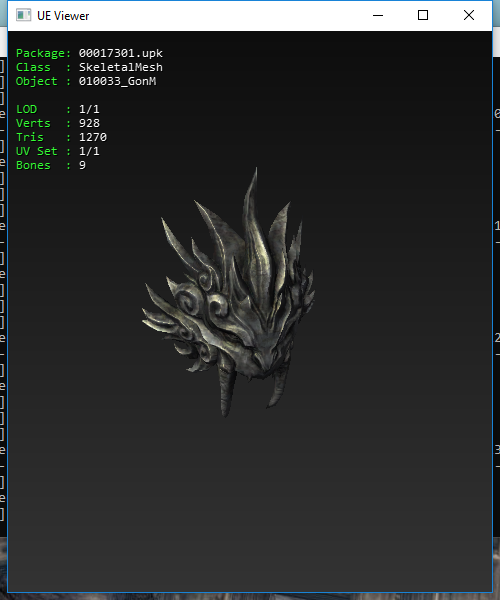 UE Viewer
Package: 00017301.upk
Class : SkeletalMesh
Object : 010033_GonM
LOD : 1/1
Verts : 928
Tris : 1270
UV Set : 1/1
Bones : 9